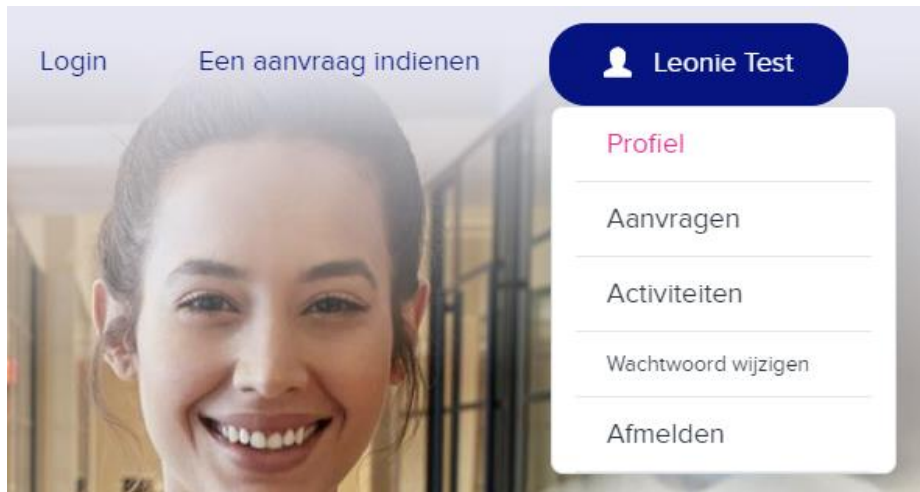 Login
Een aanvraag indienen
Leonie Test
Profiel
Aanvragen
Activiteiten
Wachtwoord wijzigen
Afmelden